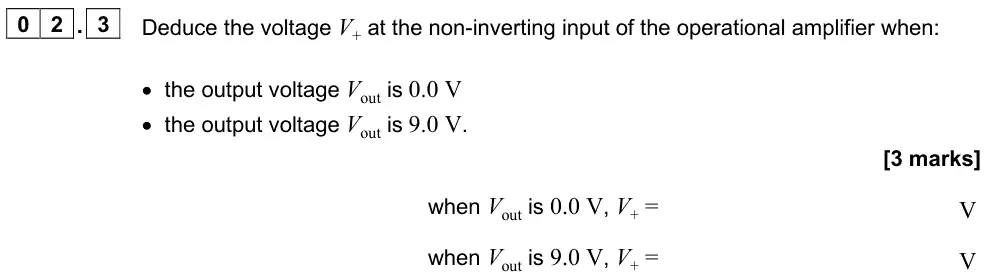 0 2 . 3 Deduce the voltage V+ at the non-inverting input of the operational amplifier when:
• the output voltage Vout is 0.0 V
• the output voltage Vout is 9.0 V.
[3 marks]
when Vout is 0.0 V, V+ = V
when Vout is 9.0 V, V+ = V